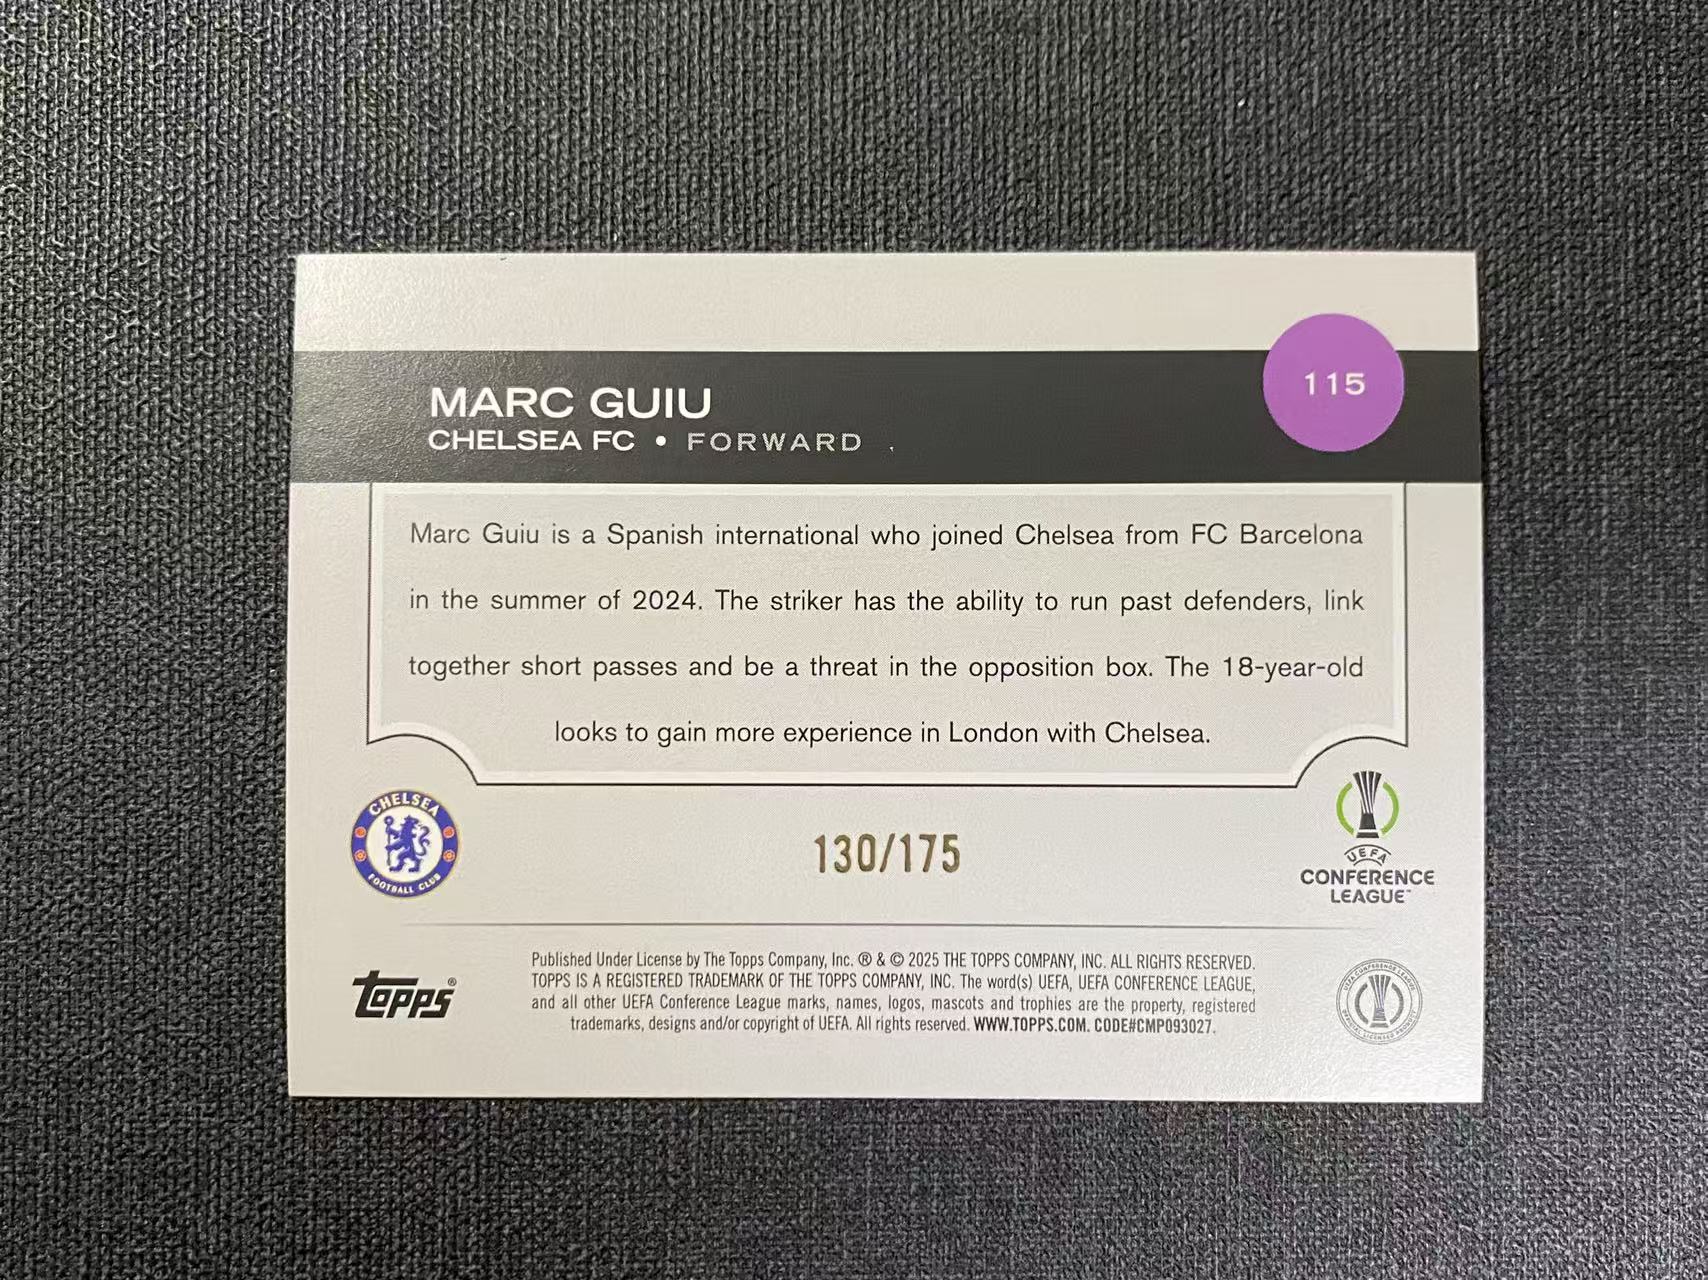 115
MARC GUIU
CHELSEA FC • FORWARD
Marc Guiu is a Spanish international who joined Chelsea from FC Barcelona
in the summer of 2024. The striker has the ability to run past defenders, link
together short passes and be a threat in the opposition box. The 18-year-old
looks to gain more experience in London with Chelsea.
CHELSEA
FOOTBALL CLUB
130/175
UEFA
CONFERENCE
LEAGUE™
topps®
Published Under License by The Topps Company, Inc. ® & © 2025 THE TOPPS COMPANY, INC. ALL RIGHTS RESERVED.
TOPPS IS A REGISTERED TRADEMARK OF THE TOPPS COMPANY, INC. The word(s) UEFA, UEFA CONFERENCE LEAGUE,
and all other UEFA Conference League marks, names, logos, mascots and trophies are the property, registered
trademarks, designs and/or copyright of UEFA. All rights reserved. WWW.TOPPS.COM. CODE#CMP093027.
UEFA CONFERENCE LEAGUE
OFFICIAL LICENSED PRODUCT